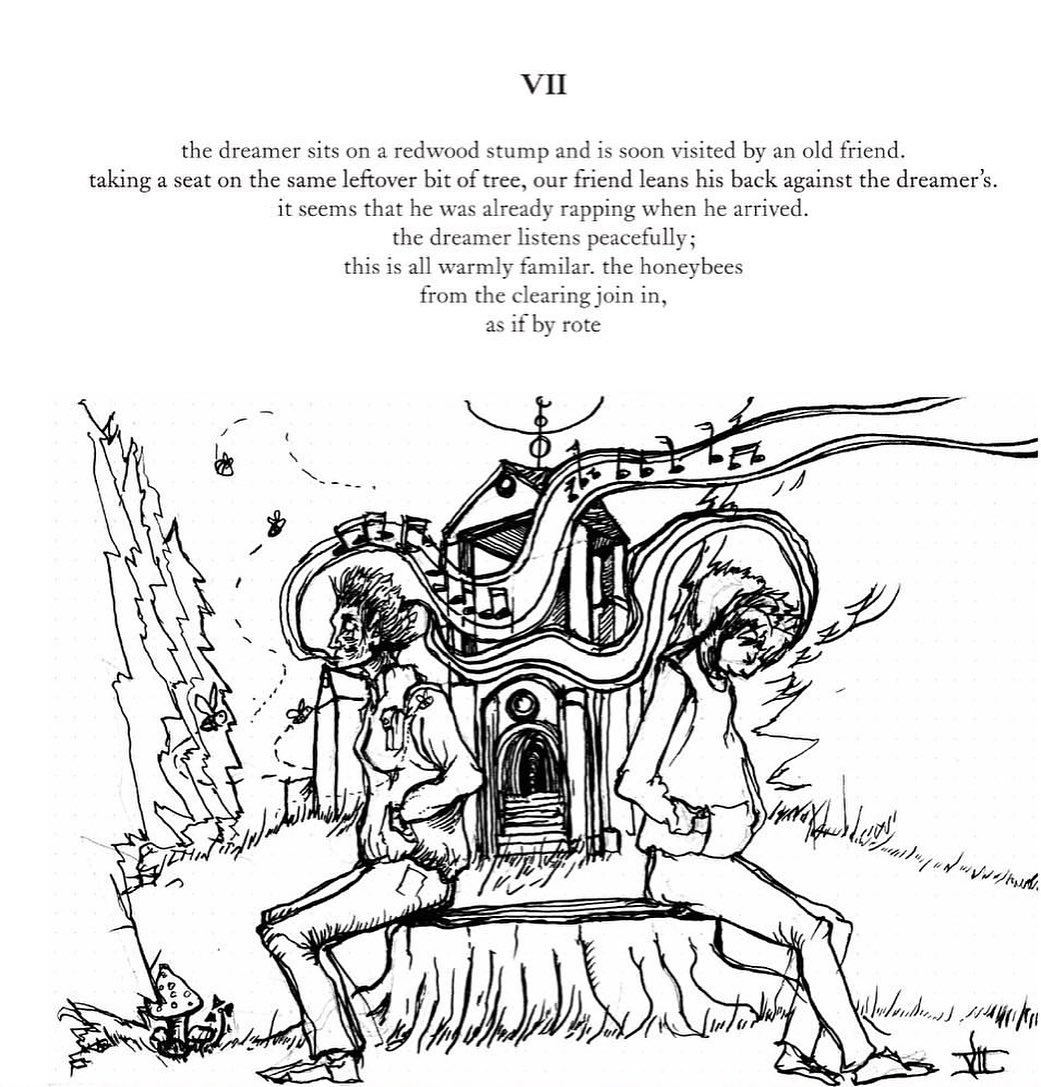 VII
the dreamer sits on a redwood stump and is soon visited by an old friend.
taking a seat on the same leftover bit of tree, our friend leans his back against the dreamer's.
it seems that he was already rapping when he arrived.
the dreamer listens peacefully;
this is all warmly familar. the honeybees
from the clearing join in,
as if by rote
VII